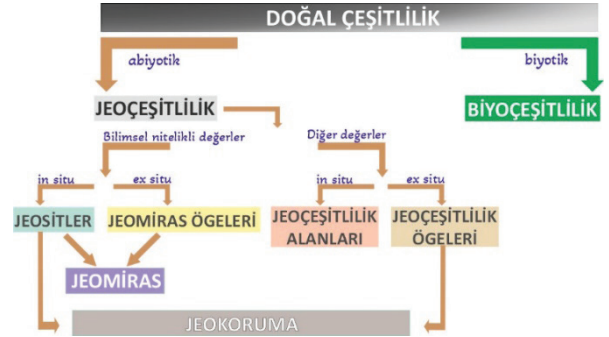 DOĞAL ÇEŞİTLİLİK
abiyotik
biyotik
JEOÇEŞİTLİLİK
BİYOÇEŞİTLİLİK
Bilimsel nitelikli değerler
Diğer değerler
in situ
ex situ
in situ
ex situ
JEOSİTLER
JEOMİRAS ÖGELERİ
JEOÇEŞİTLİLİK
ALANLARI
JEOÇEŞİTLİLİK
ÖGELERİ
JEOMİRAS
JEOKORUMA